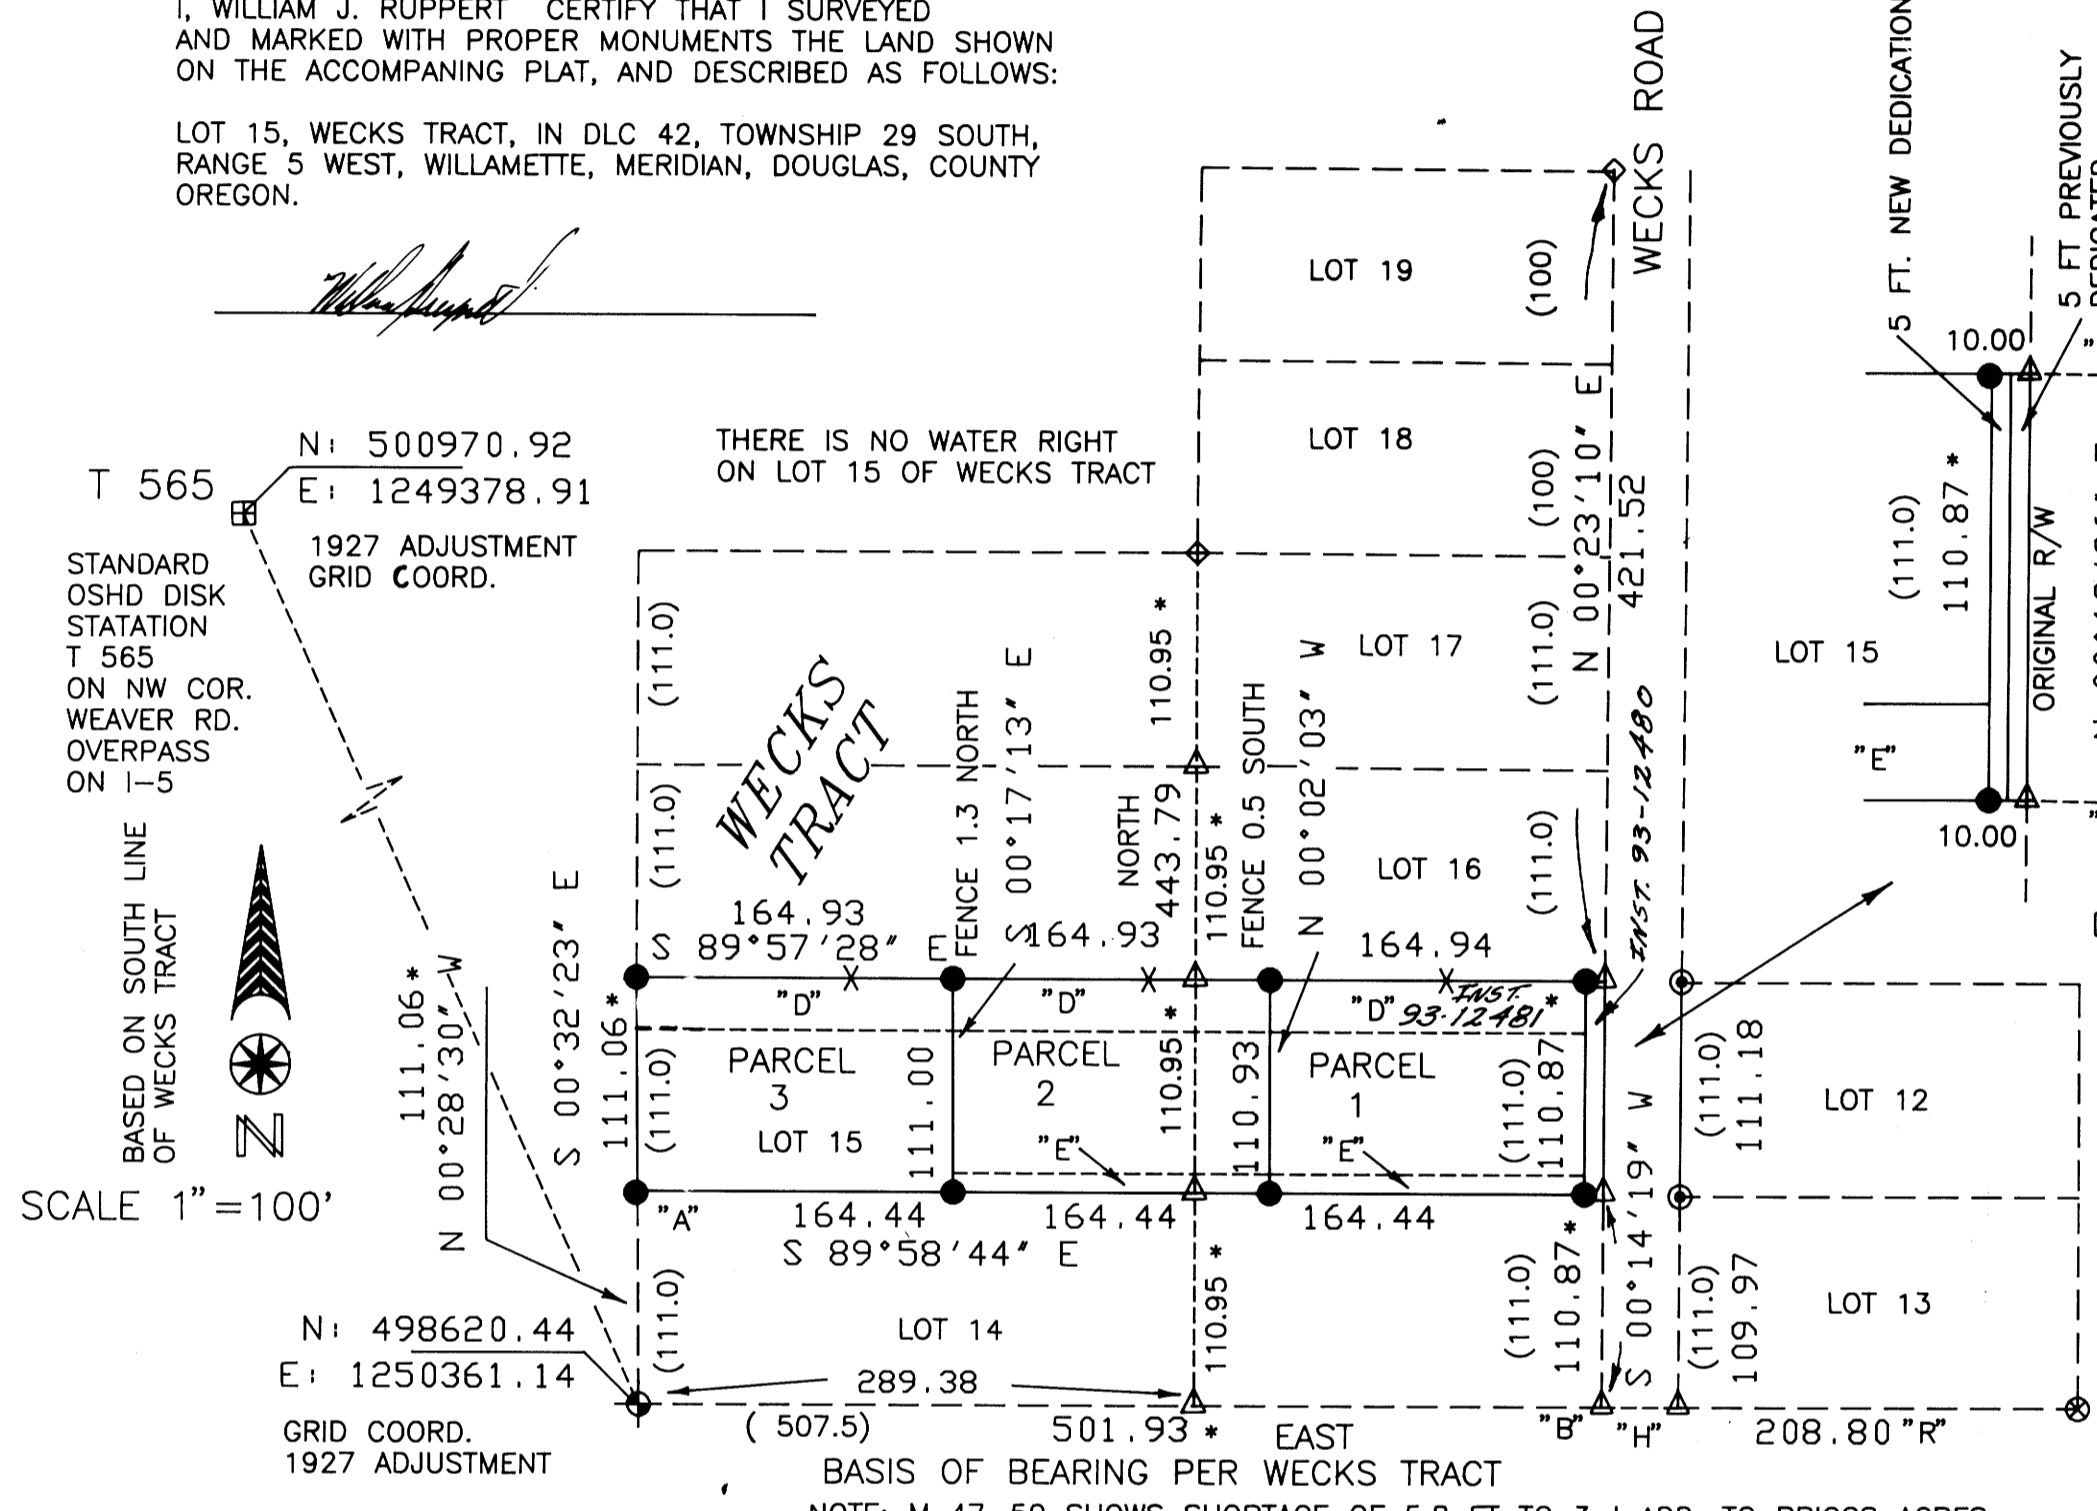 I, WILLIAM J. RUPPERT CERTIFY THAT I SURVEYED
AND MARKED WITH PROPER MONUMENTS THE LAND SHOWN
ON THE ACCOMPANING PLAT, AND DESCRIBED AS FOLLOWS:
LOT 15, WECKS TRACT, IN DLC 42, TOWNSHIP 29 SOUTH,
RANGE 5 WEST, WILLAMETTE, MERIDIAN, DOUGLAS, COUNTY
OREGON.
WECKS ROAD
5 FT. NEW DEDICATION
5 FT PREVIOUSLY
LOT 19
(100)
LOT 18
(100)
N 00°23'10" E
421.52
10.00
(111.0)
110.87 *
ORIGINAL R/W
LOT 15
"E"
10.00
T 565
N: 500970.92
E: 1249378.91
1927 ADJUSTMENT
GRID COORD.
THERE IS NO WATER RIGHT
ON LOT 15 OF WECKS TRACT
STANDARD
OSHD DISK
STATATION
T 565
ON NW COR.
WEAVER RD.
OVERPASS
ON I-5
BASED ON SOUTH LINE
OF WECKS TRACT
N
SCALE 1"=100'
(111.0)
110.95 *
LOT 17
(111.0)
WECKS
TRACT
(111.0)
FENCE 1.3 NORTH
S 00°17'13" E
NORTH
443.79
110.95 *
FENCE 0.5 SOUTH
N 00°02'03" W
LOT 16
(111.0)
INST. 93-12480
164.93
S 89°57'28" E
164.93
164.94
111.06 *
N 00°28'30" W
S 00°32'23" E
111.06 *
(111.0)
"D"
"D"
"D"
INST.
93-12481 *
PARCEL
3
LOT 15
111.00
PARCEL
2
"E"
110.95 *
110.93
PARCEL
1
"E"
(111.0)
110.87
S 00°14'19" W
(111.0)
111.18
LOT 12
"A"
164.44
164.44
164.44
S 89°58'44" E
(111.0)
LOT 14
110.95 *
(111.0)
110.87 *
(111.0)
109.97
LOT 13
N: 498620.44
E: 1250361.14
GRID COORD.
1927 ADJUSTMENT
289.38
(507.5)
501.93 *
EAST
"B"
"H"
208.80 "R"
BASIS OF BEARING PER WECKS TRACT